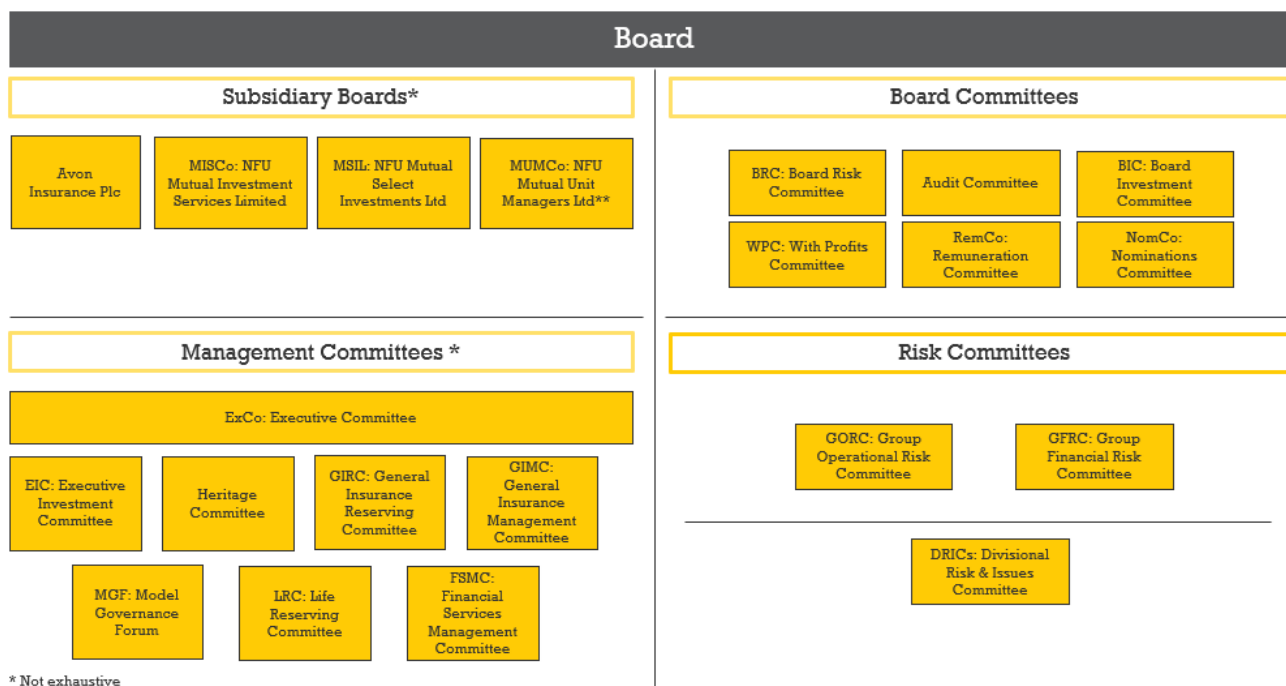 Board
Subsidiary Boards*
Avon
Insurance Plc
MISCo: NFU
Mutual Investment
Services Limited
MSIL: NFU Mutual
Select
Investments Ltd
MUMCo: NFU
Mutual Unit
Managers Ltd**
Board Committees
BRC: Board Risk
Committee
Audit Committee
BIC: Board
Investment
Committee
WPC: With Profits
Committee
RemCo:
Remuneration
Committee
NomCo:
Nominations
Committee
Management Committees *
ExCo: Executive Committee
EIC: Executive
Investment
Committee
Heritage
Committee
GIRC: General
Insurance
Reserving
Committee
GIMC:
General
Insurance
Management
Committee
MGF: Model
Governance
Forum
LRC: Life
Reserving
Committee
FSMC:
Financial
Services
Management
Committee
* Not exhaustive
Risk Committees
GORC: Group
Operational Risk
Committee
GFRC: Group
Financial Risk
Committee
DRICs: Divisional
Risk & Issues
Committee